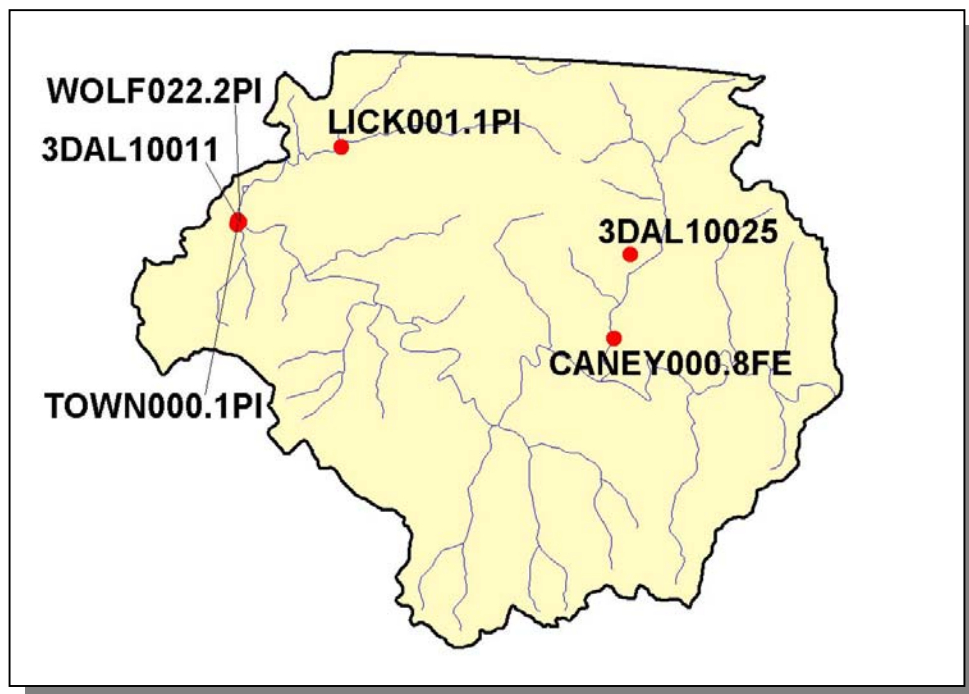 WOLF022.2PI
LICK001.1PI
3DAL10011
3DAL10025
CANEY000.8FE
TOWN000.1PI